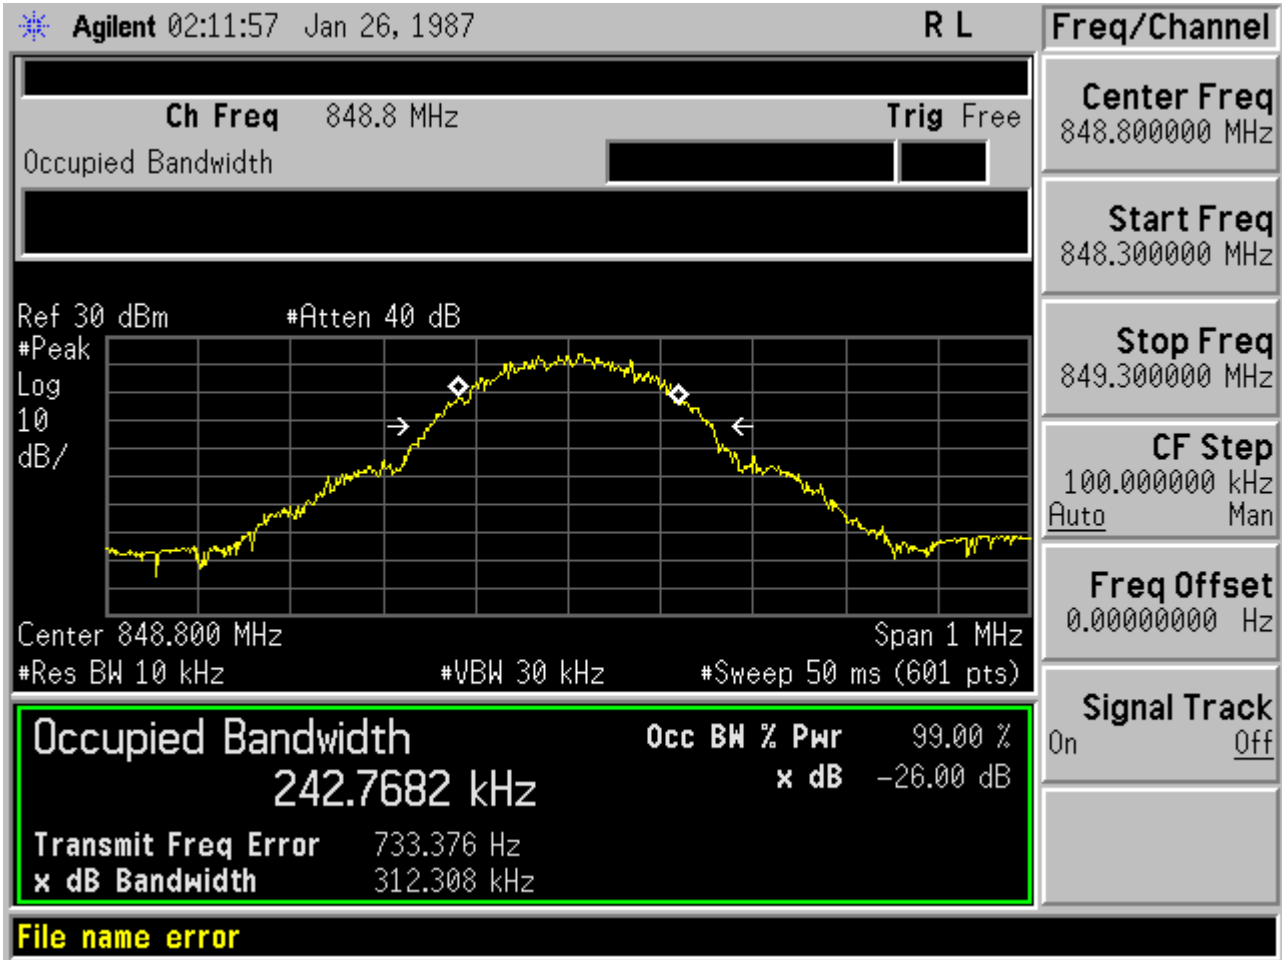 Agilent 02:11:57 Jan 26, 1987 R L
Freq/Channel
Ch Freq 848.8 MHz Trig Free
Occupied Bandwidth
Center Freq
848.800000 MHz
Start Freq
848.300000 MHz
Stop Freq
849.300000 MHz
CF Step
100.000000 kHz
Auto Man
Freq Offset
0.00000000 Hz
Signal Track
On Off
Ref 30 dBm #Atten 40 dB
#Peak
Log
10
dB/
Center 848.800 MHz Span 1 MHz
#Res BW 10 kHz #VBW 30 kHz #Sweep 50 ms (601 pts)
Occupied Bandwidth
242.7682 kHz
Occ BW % Pwr 99.00 %
x dB -26.00 dB
Transmit Freq Error 733.376 Hz
x dB Bandwidth 312.308 kHz
File name error